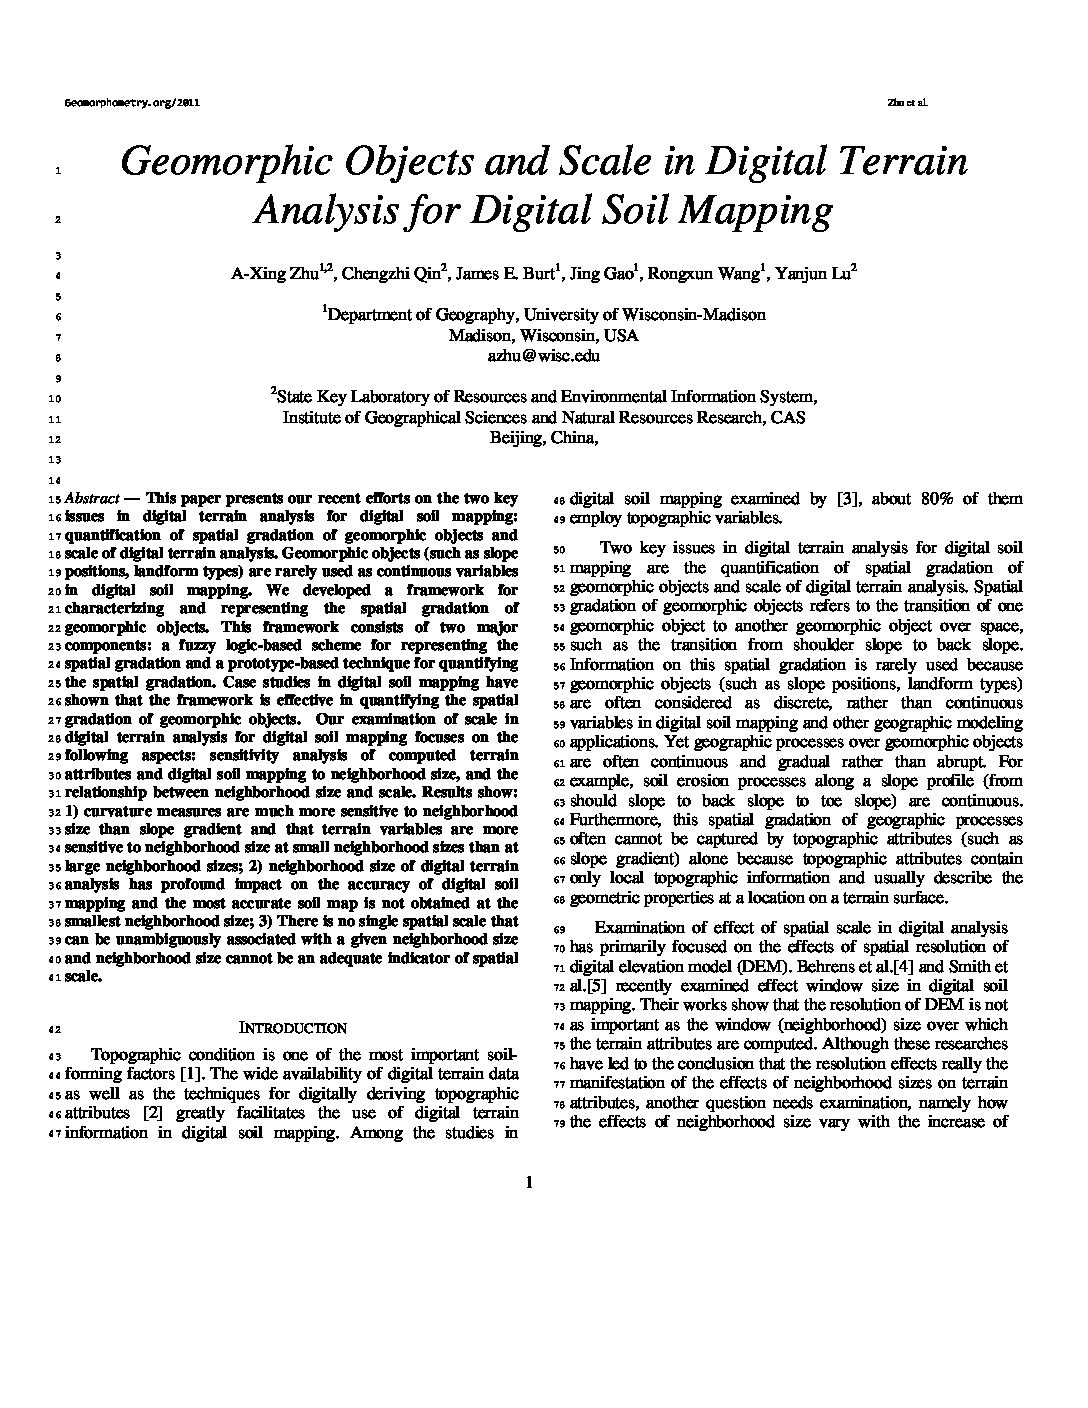 Geomorphometry.org/2011 Zhu et al.
1 Geomorphic Objects and Scale in Digital Terrain
2 Analysis for Digital Soil Mapping
3
4 A-Xing Zhu1,2, Chengzhi Qin2, James E. Burt1, Jing Gao1, Rongxun Wang1, Yanjun Lu2
5
6 1Department of Geography, University of Wisconsin-Madison
7 Madison, Wisconsin, USA
8 azhu@wisc.edu
9
10 2State Key Laboratory of Resources and Environmental Information System,
11 Institute of Geographical Sciences and Natural Resources Research, CAS
12 Beijing, China,
13
14
15 Abstract — This paper presents our recent efforts on the two key
16 issues in digital terrain analysis for digital soil mapping:
17 quantification of spatial gradation of geomorphic objects and
18 scale of digital terrain analysis. Geomorphic objects (such as slope
19 positions, landform types) are rarely used as continuous variables
20 in digital soil mapping. We developed a framework for
21 characterizing and representing the spatial gradation of
22 geomorphic objects. This framework consists of two major
23 components: a fuzzy logic-based scheme for representing the
24 spatial gradation and a prototype-based technique for quantifying
25 the spatial gradation. Case studies in digital soil mapping have
26 shown that the framework is effective in quantifying the spatial
27 gradation of geomorphic objects. Our examination of scale in
28 digital terrain analysis for digital soil mapping focuses on the
29 following aspects: sensitivity analysis of computed terrain
30 attributes and digital soil mapping to neighborhood size, and the
31 relationship between neighborhood size and scale. Results show:
32 1) curvature measures are much more sensitive to neighborhood
33 size than slope gradient and that terrain variables are more
34 sensitive to neighborhood size at small neighborhood sizes than at
35 large neighborhood sizes; 2) neighborhood size of digital terrain
36 analysis has profound impact on the accuracy of digital soil
37 mapping and the most accurate soil map is not obtained at the
38 smallest neighborhood size; 3) There is no single spatial scale that
39 can be unambiguously associated with a given neighborhood size
40 and neighborhood size cannot be an adequate indicator of spatial
41 scale.
42 INTRODUCTION
43 Topographic condition is one of the most important soil-
44 forming factors [1]. The wide availability of digital terrain data
45 as well as the techniques for digitally deriving topographic
46 attributes [2] greatly facilitates the use of digital terrain
47 information in digital soil mapping. Among the studies in
48 digital soil mapping examined by [3], about 80% of them
49 employ topographic variables.
50 Two key issues in digital terrain analysis for digital soil
51 mapping are the quantification of spatial gradation of
52 geomorphic objects and scale of digital terrain analysis. Spatial
53 gradation of geomorphic objects refers to the transition of one
54 geomorphic object to another geomorphic object over space,
55 such as the transition from shoulder slope to back slope.
56 Information on this spatial gradation is rarely used because
57 geomorphic objects (such as slope positions, landform types)
58 are often considered as discrete, rather than continuous
59 variables in digital soil mapping and other geographic modeling
60 applications. Yet geographic processes over geomorphic objects
61 are often continuous and gradual rather than abrupt. For
62 example, soil erosion processes along a slope profile (from
63 should slope to back slope to toe slope) are continuous.
64 Furthermore, this spatial gradation of geographic processes
65 often cannot be captured by topographic attributes (such as
66 slope gradient) alone because topographic attributes contain
67 only local topographic information and usually describe the
68 geometric properties at a location on a terrain surface.
69 Examination of effect of spatial scale in digital analysis
70 has primarily focused on the effects of spatial resolution of
71 digital elevation model (DEM). Behrens et al.[4] and Smith et
72 al.[5] recently examined effect window size in digital soil
73 mapping. Their works show that the resolution of DEM is not
74 as important as the window (neighborhood) size over which
75 the terrain attributes are computed. Although these researches
76 have led to the conclusion that the resolution effects really the
77 manifestation of the effects of neighborhood sizes on terrain
78 attributes, another question needs examination, namely how
79 the effects of neighborhood size vary with the increase of
1